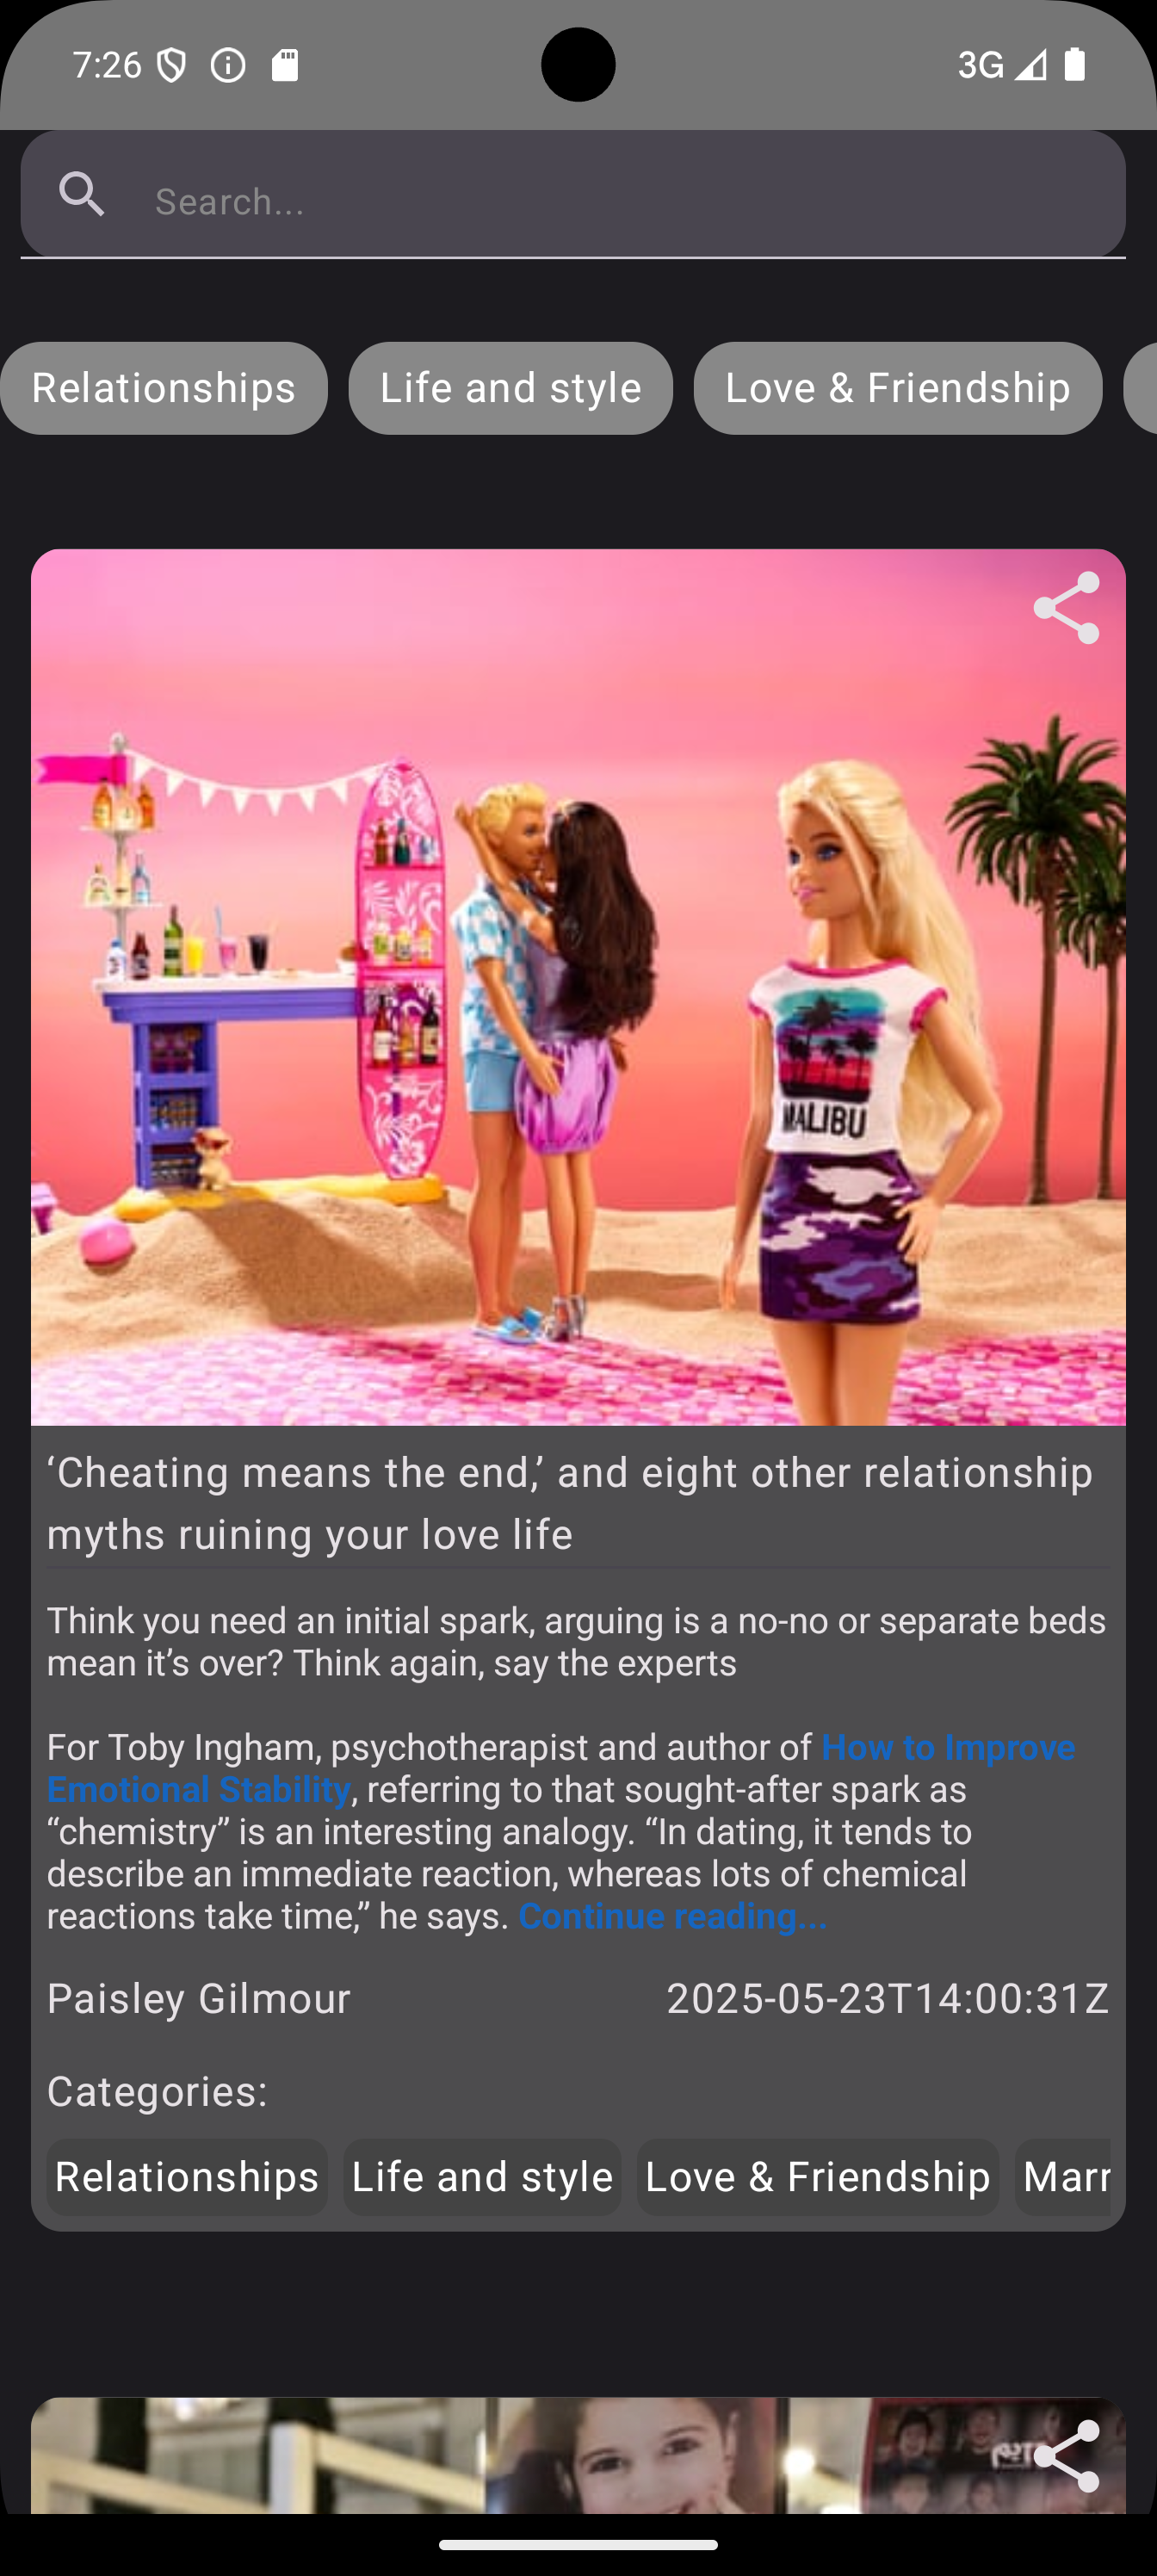 7:26
3G
Search...
Relationships
Life and style
Love & Friendship
MALIBU
‘Cheating means the end,’ and eight other relationship
myths ruining your love life
Think you need an initial spark, arguing is a no-no or separate beds
mean it’s over? Think again, say the experts
For Toby Ingham, psychotherapist and author of How to Improve
Emotional Stability, referring to that sought-after spark as
“chemistry” is an interesting analogy. “In dating, it tends to
describe an immediate reaction, whereas lots of chemical
reactions take time,” he says. Continue reading...
Paisley Gilmour
2025-05-23T14:00:31Z
Categories:
Relationships
Life and style
Love & Friendship
Marr